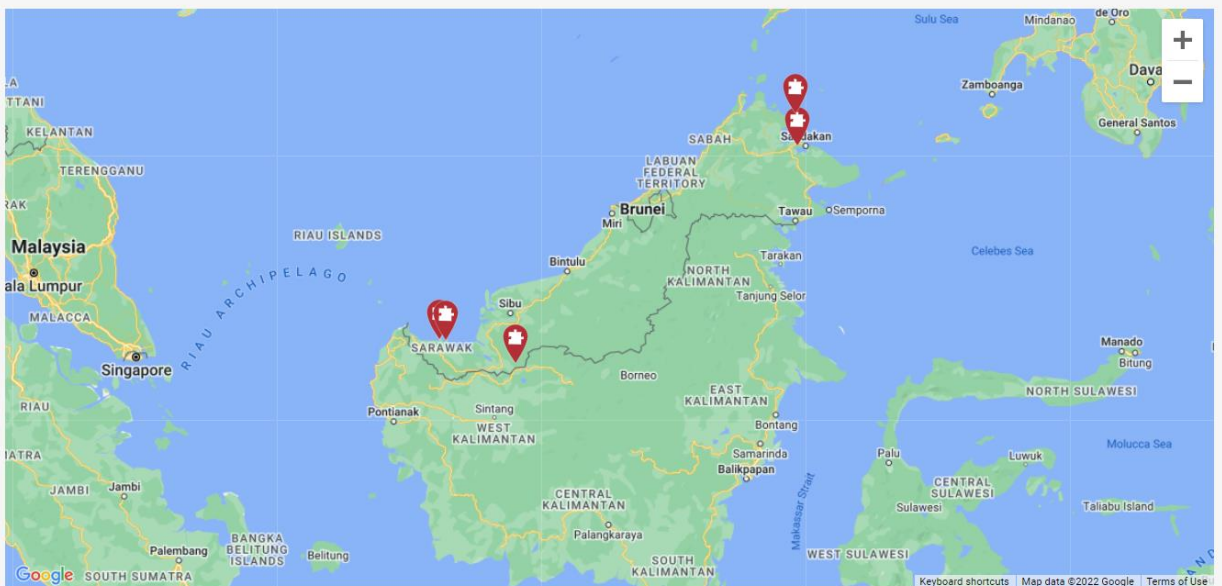 de Oro
Sulu Sea
Mindanao
+
Dava
−
Zamboanga
General Santos
TTANI
KELANTAN
TERENGGANU
SABAH
LABUAN
FEDERAL
TERRITORY
Brunei
Miri
Tawau
Semporna
RIAU ISLANDS
Malaysia
ala Lumpur
MALACCA
Singapore
RIAU ARCHIPELAGO
Celebes Sea
Bintulu
Tarakan
NORTH
KALIMANTAN
Tanjung Selor
Sibu
SARAWAK
Borneo
Manado
Bitung
NORTH SULAWESI
EAST
KALIMANTAN
RIAU
Pontianak
Sintang
WEST
KALIMANTAN
Bontang
Samarinda
Balikpapan
Molucca Sea
Palu
Luwuk
JAMBI
Jambi
CENTRAL
KALIMANTAN
Palangkaraya
CENTRAL
SULAWESI
Sulawesi
Taliabu Island
Makassar Strait
BANGKA
BELITUNG
ISLANDS
Belitung
Palembang
SOUTH
KALIMANTAN
WEST SULAWESI
Google
SOUTH SUMATRA
Keyboard shortcuts
Map data ©2022 Google
Terms of Use